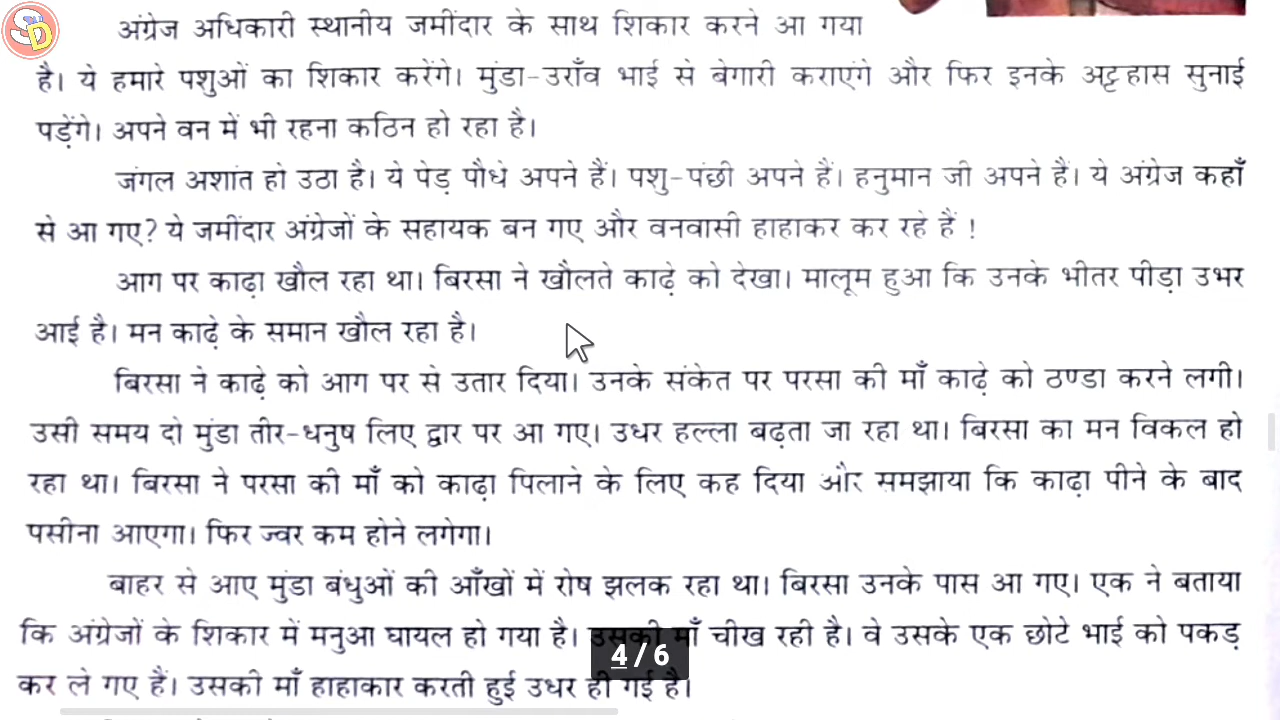 SD
अंग्रेज अधिकारी स्थानीय जमींदार के साथ शिकार करने आ गया
है। ये हमारे पशुओं का शिकार करेंगे। मुंडा-उराँव भाई से बेगारी कराएंगे और फिर इनके अट्टहास सुनाई
पड़ेंगे। अपने वन में भी रहना कठिन हो रहा है।
जंगल अशांत हो उठा है। ये पेड़ पौधे अपने हैं। पशु-पंछी अपने हैं। हनुमान जी अपने हैं। ये अंग्रेज कहाँ
से आ गए? ये जमींदार अंग्रेजों के सहायक बन गए और वनवासी हाहाकर कर रहे हैं !
आग पर काढ़ा खौल रहा था। बिरसा ने खौलते काढ़े को देखा। मालूम हुआ कि उनके भीतर पीड़ा उभर
आई है। मन काढ़े के समान खौल रहा है।
बिरसा ने काढ़े को आग पर से उतार दिया। उनके संकेत पर परसा की माँ काढ़े को ठण्डा करने लगी।
उसी समय दो मुंडा तीर-धनुष लिए द्वार पर आ गए। उधर हल्ला बढ़ता जा रहा था। बिरसा का मन विकल हो
रहा था। बिरसा ने परसा की माँ को काढ़ा पिलाने के लिए कह दिया और समझाया कि काढ़ा पीने के बाद
पसीना आएगा। फिर ज्वर कम होने लगेगा।
बाहर से आए मुंडा बंधुओं की आँखों में रोष झलक रहा था। बिरसा उनके पास आ गए। एक ने बताया
कि अंग्रेजों के शिकार में मनुआ घायल हो गया है। उसकी माँ चीख रही है। वे उसके एक छोटे भाई को पकड़
4 / 6
कर ले गए हैं। उसकी माँ हाहाकार करती हुई उधर ही गई है।